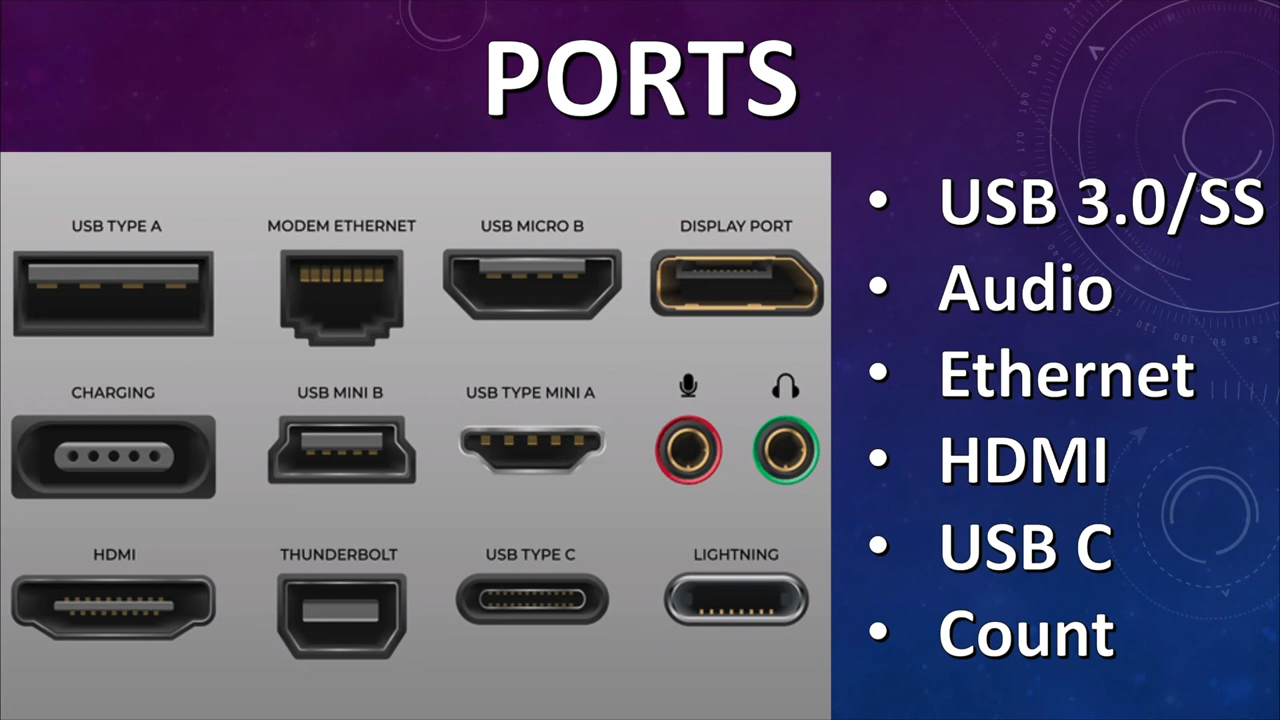 PORTS
USB TYPE A
MODEM ETHERNET
USB MICRO B
DISPLAY PORT
CHARGING
USB MINI B
USB TYPE MINI A
HDMI
THUNDERBOLT
USB TYPE C
LIGHTNING
• USB 3.0/SS
• Audio
• Ethernet
• HDMI
• USB C
• Count